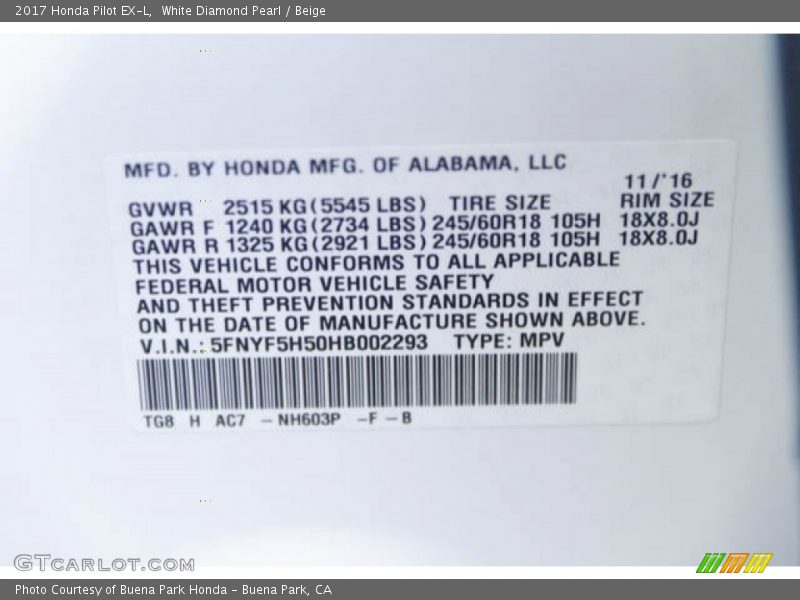 2017 Honda Pilot EX-L, White Diamond Pearl / Beige
MFD. BY HONDA MFG. OF ALABAMA, LLC
11/'16
GVWR 2515 KG(5545 LBS) TIRE SIZE RIM SIZE
GAWR F 1240 KG(2734 LBS) 245/60R18 105H 18X8.0J
GAWR R 1325 KG(2921 LBS) 245/60R18 105H 18X8.0J
THIS VEHICLE CONFORMS TO ALL APPLICABLE
FEDERAL MOTOR VEHICLE SAFETY
AND THEFT PREVENTION STANDARDS IN EFFECT
ON THE DATE OF MANUFACTURE SHOWN ABOVE.
V.I.N.: 5FNYF5H50HB002293 TYPE: MPV
TG8 H AC7 -NH603P -F-B
GTCARLOT.COM
Photo Courtesy of Buena Park Honda - Buena Park, CA